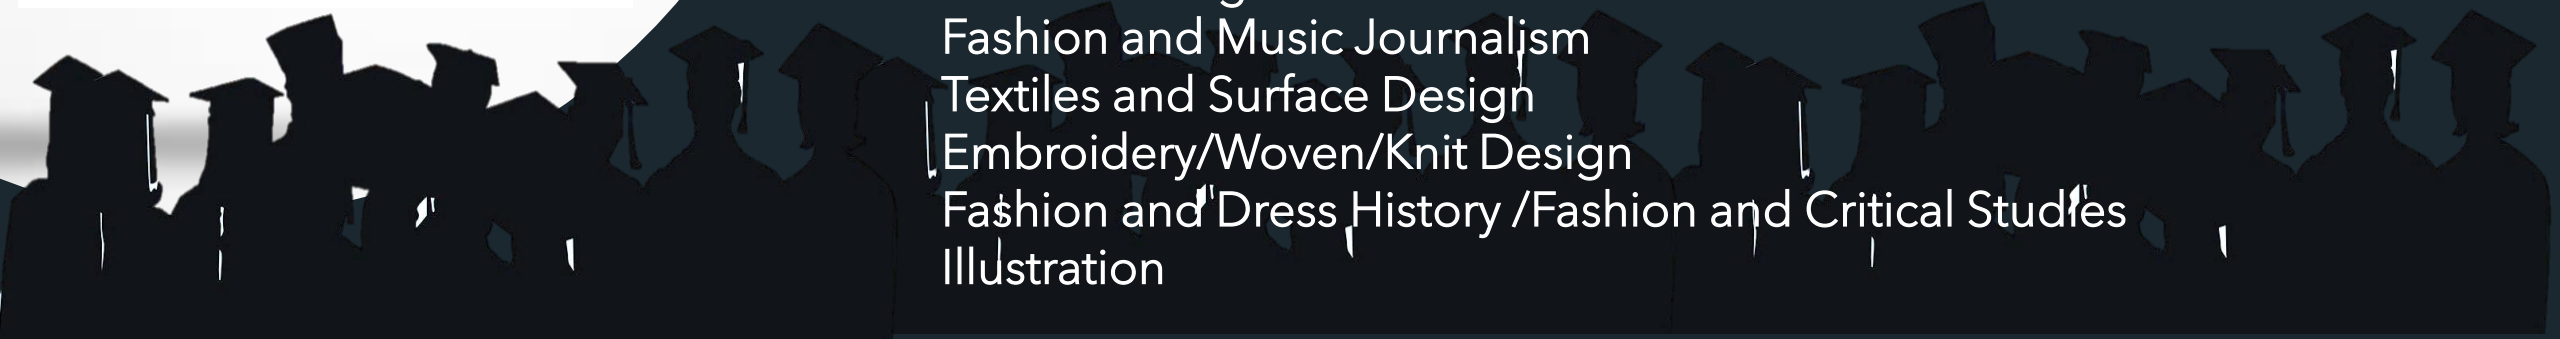 Fashion and Music Journalism
Textiles and Surface Design
Embroidery/Woven/Knit Design
Fashion and Dress History /Fashion and Critical Studies
Illustration